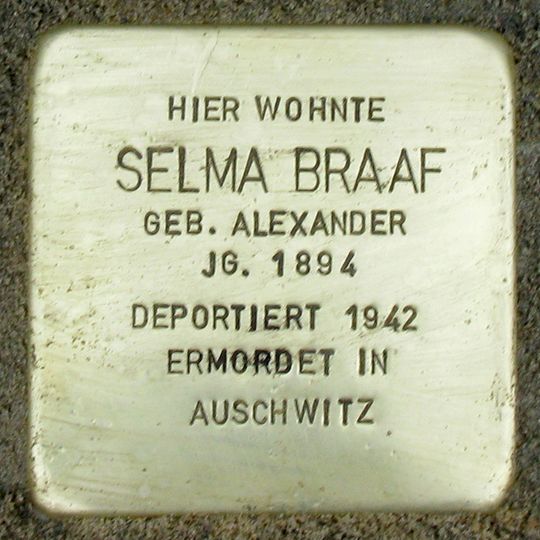 HIER WOHNTE
SELMA BRAAF
GEB. ALEXANDER
JG. 1894
DEPORTIERT 1942
ERMORDET IN
AUSCHWITZ